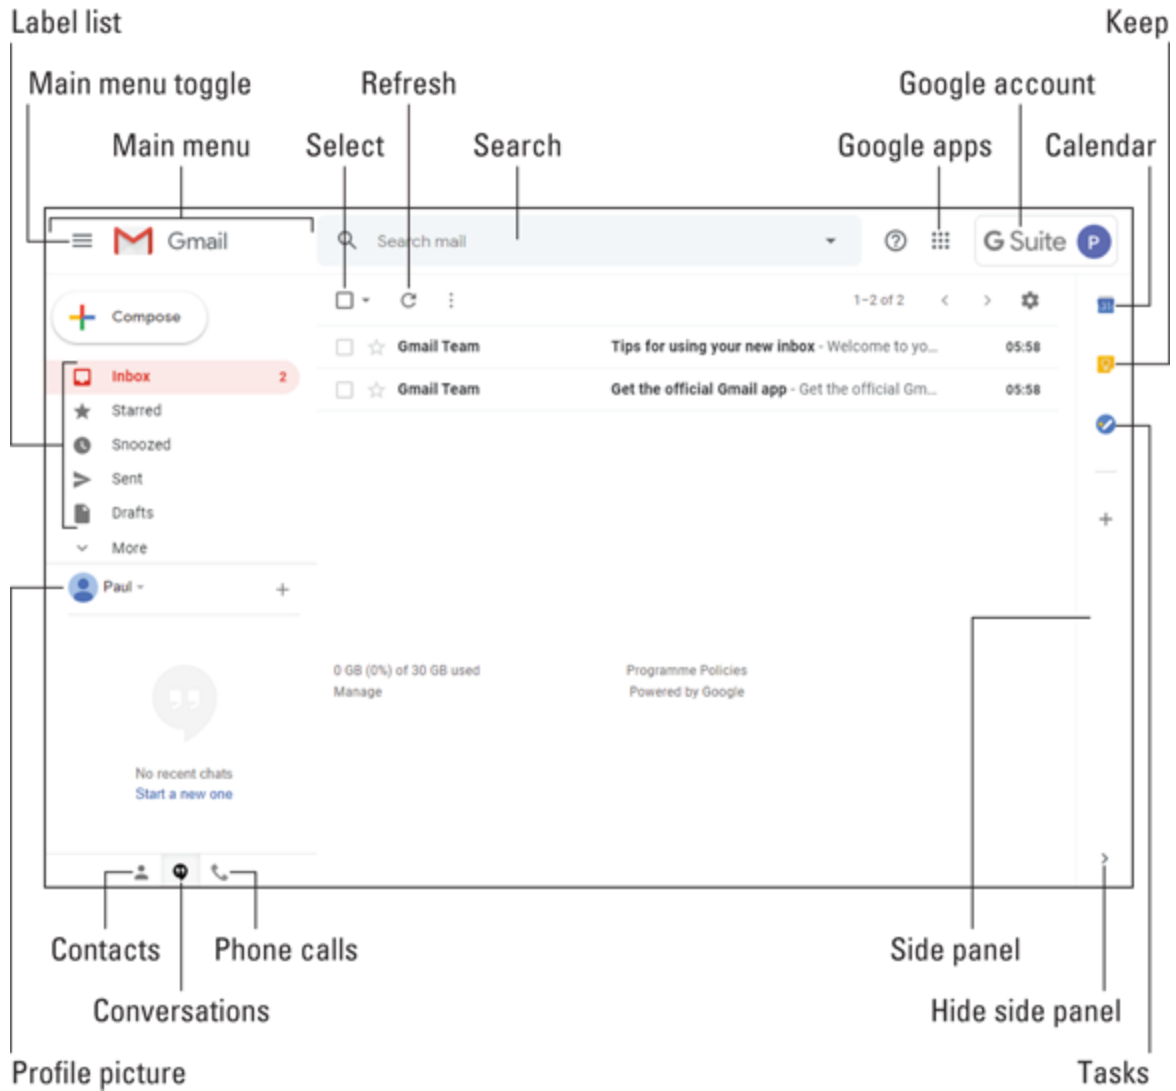 Label list
Keep
Main menu toggle
Refresh
Google account
Main menu
Select
Search
Google apps
Calendar
Gmail
Search mail
G Suite
P
Compose
1–2 of 2
31
Gmail Team
Tips for using your new inbox - Welcome to yo...
05:58
Inbox
2
Gmail Team
Get the official Gmail app - Get the official Gm...
05:58
Starred
Snoozed
Sent
Drafts
More
Paul
0 GB (0%) of 30 GB used
Manage
Programme Policies
Powered by Google
No recent chats
Start a new one
Contacts
Phone calls
Side panel
Conversations
Hide side panel
Profile picture
Tasks